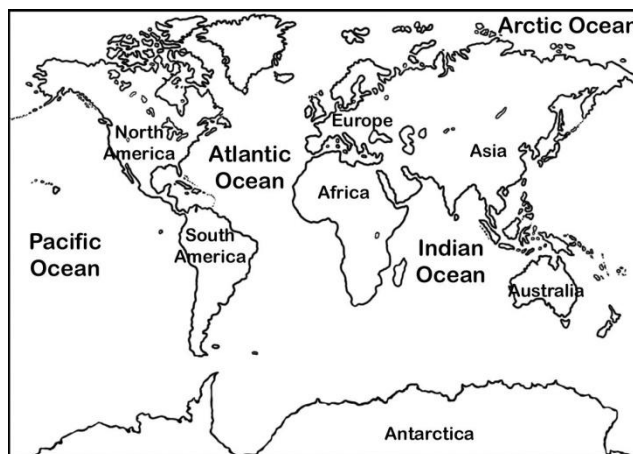 Arctic Ocean
North
America
Europe
Asia
Atlantic
Ocean
Africa
Pacific
Ocean
South
America
Indian
Ocean
Australia
Antarctica